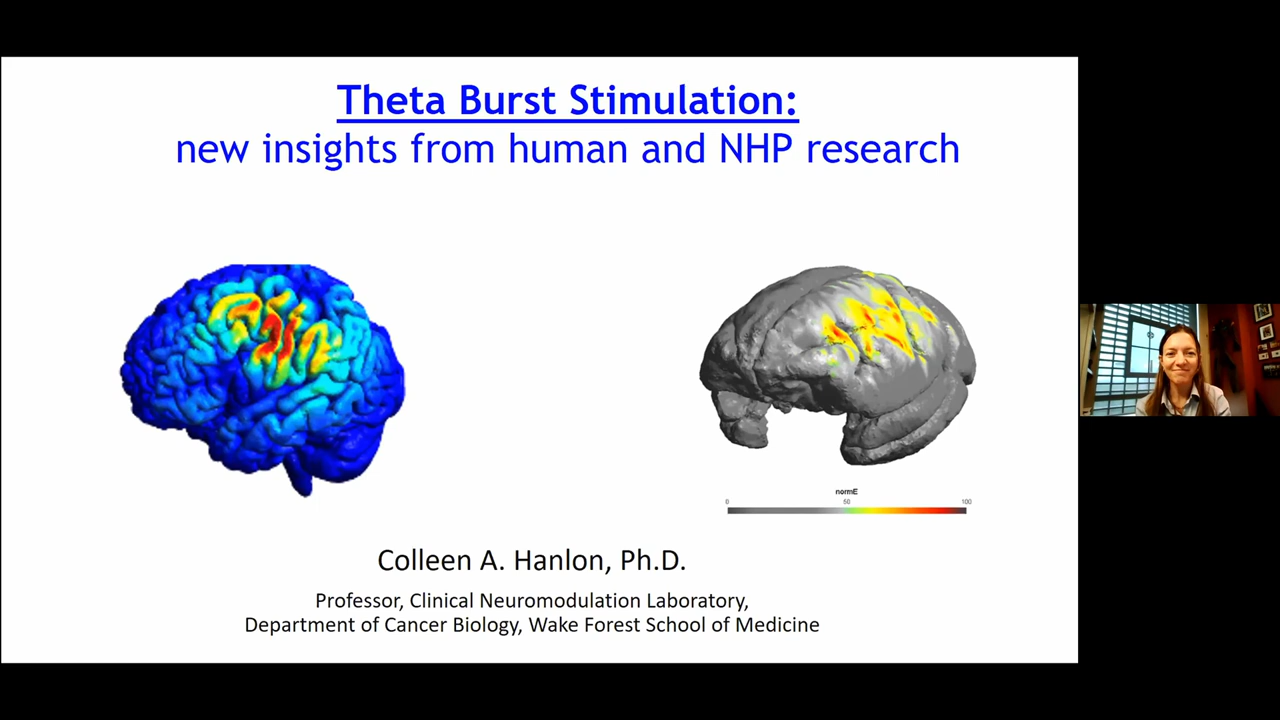 Theta Burst Stimulation:
new insights from human and NHP research
normE
0 50 100
Colleen A. Hanlon, Ph.D.
Professor, Clinical Neuromodulation Laboratory,
Department of Cancer Biology, Wake Forest School of Medicine